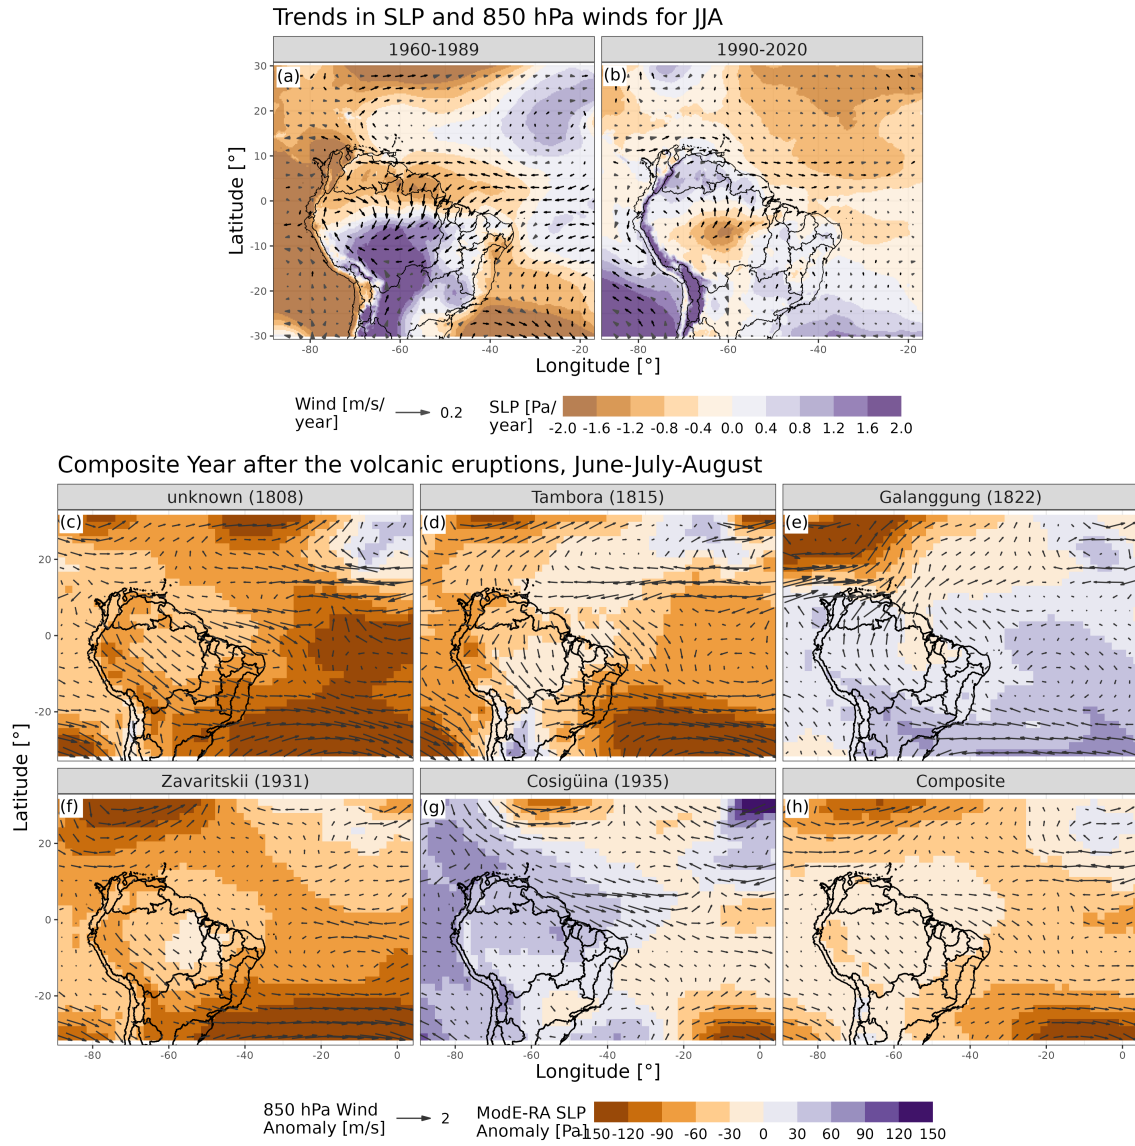 Trends in SLP and 850 hPa winds for JJA
1960-1989
1990-2020
(a)
(b)
30
20
10
0
-10
-20
-30
Latitude [°]
-80
-60
-40
-20
-80
-60
-40
-20
Longitude [°]
Wind [m/s/
year]
0.2
SLP [Pa/
year]
-2.0 -1.6 -1.2 -0.8 -0.4 0.0 0.4 0.8 1.2 1.6 2.0
Composite Year after the volcanic eruptions, June-July-August
unknown (1808)
Tambora (1815)
Galanggung (1822)
(c)
(d)
(e)
20
0
-20
Zavaritskii (1931)
Cosigüina (1935)
Composite
(f)
(g)
(h)
20
0
-20
Latitude [°]
-80
-60
-40
-20
0
-80
-60
-40
-20
0
-80
-60
-40
-20
0
Longitude [°]
850 hPa Wind
Anomaly [m/s]
2
ModE-RA SLP
Anomaly [Pa]
-150 -120 -90 -60 -30 0 30 60 90 120 150